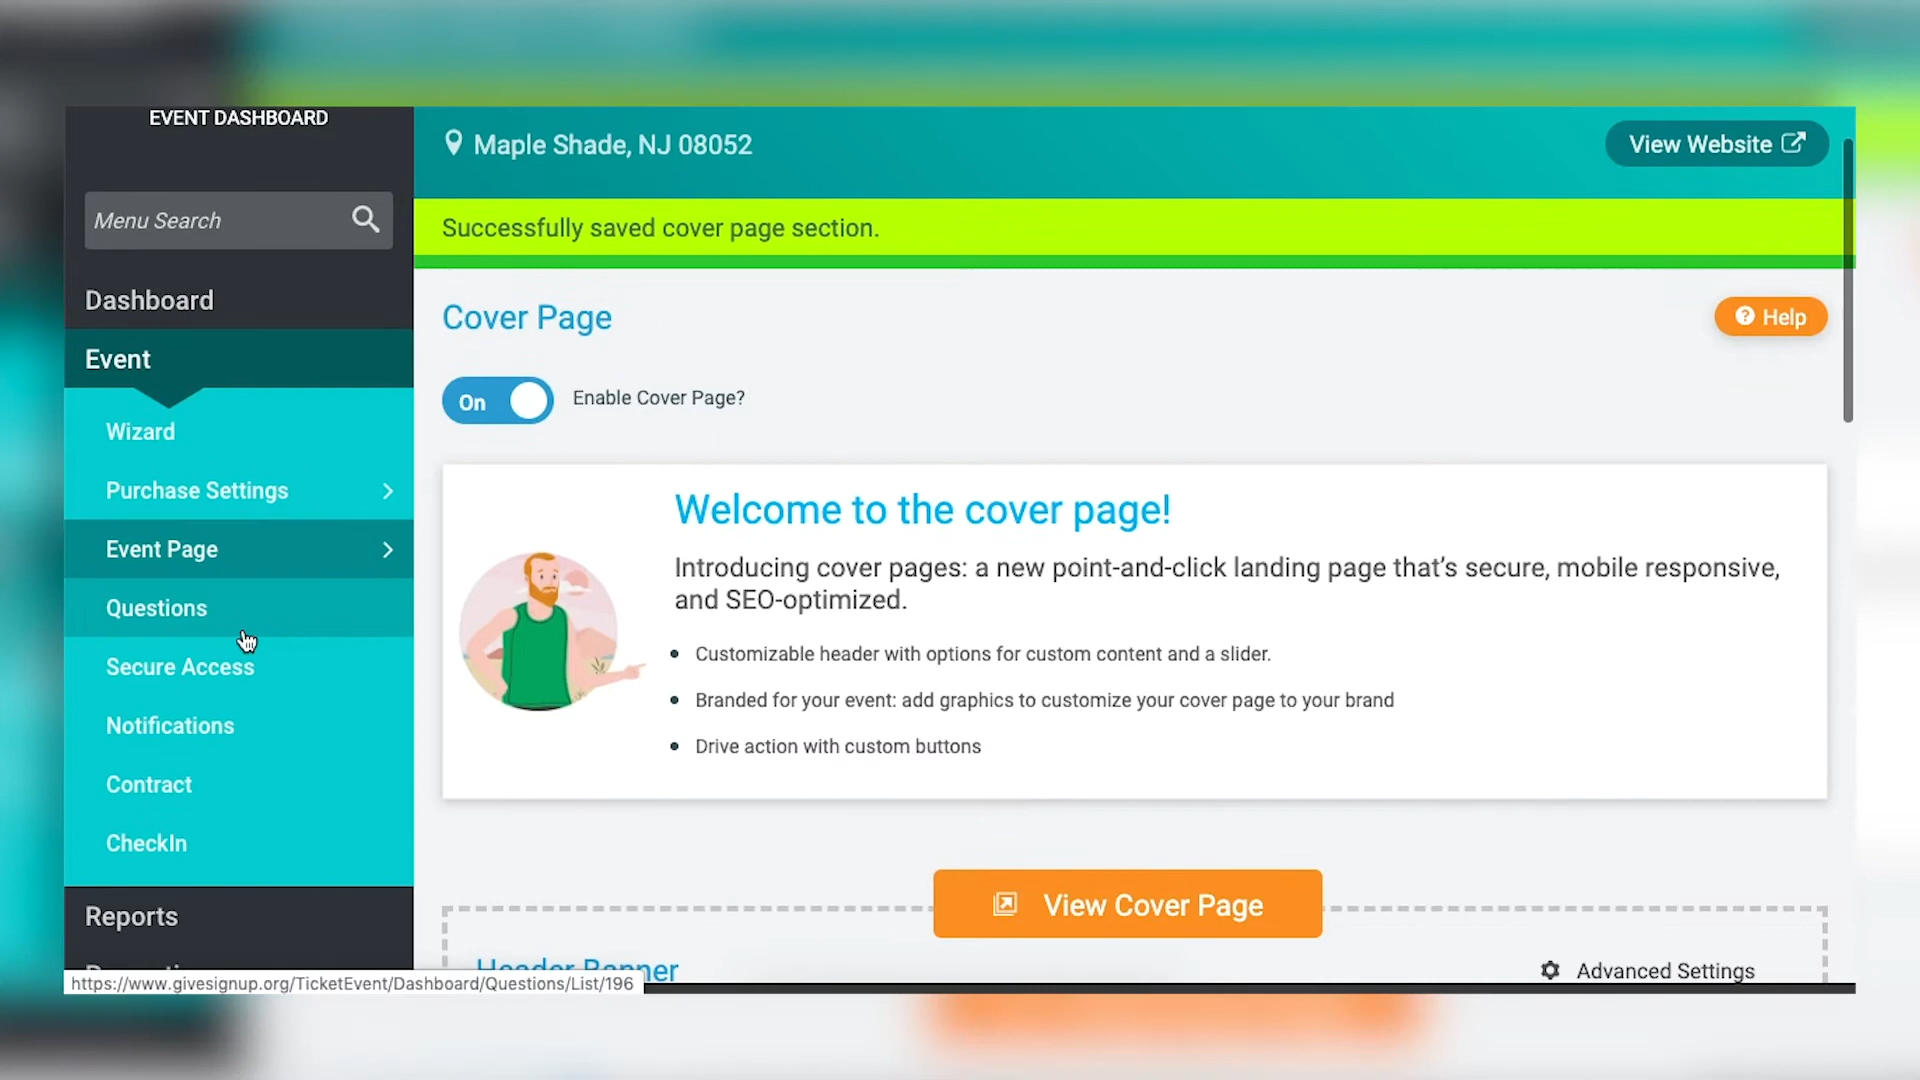 EVENT DASHBOARD
Menu Search
Dashboard
Event
Wizard
Purchase Settings
Event Page
Questions
Secure Access
Notifications
Contract
CheckIn
Reports
https://www.givesignup.org/TicketEvent/Dashboard/Questions/List/196
Maple Shade, NJ 08052
View Website
Successfully saved cover page section.
Cover Page
Help
On
Enable Cover Page?
Welcome to the cover page!
Introducing cover pages: a new point-and-click landing page that's secure, mobile responsive,
and SEO-optimized.
• Customizable header with options for custom content and a slider.
• Branded for your event: add graphics to customize your cover page to your brand
• Drive action with custom buttons
View Cover Page
Header Banner
Advanced Settings